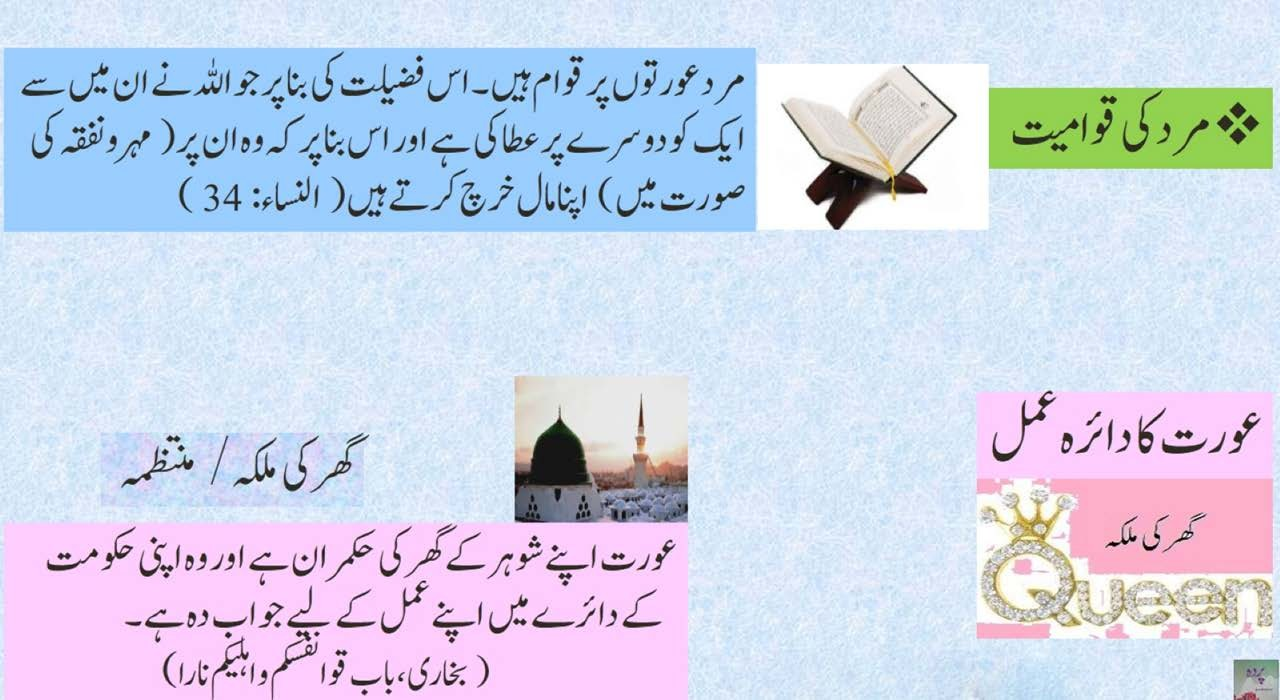 ❖ مرد کی قوامیت
مرد عورتوں پر قوام ہیں۔ اس فضیلت کی بنا پر جو اللہ نے ان میں سے
ایک کو دوسرے پر عطا کی ہے اور اس بنا پر کہ وہ ان پر ( مہر و نفقہ کی
صورت میں ) اپنا مال خرچ کرتے ہیں ( النساء: 34 )
عورت کا دائرہ عمل
گھر کی ملکہ
Queen
گھر کی ملکہ / منتظمہ
عورت اپنے شوہر کے گھر کی حکمران ہے اور وہ اپنی حکومت
کے دائرے میں اپنے عمل کے لیے جواب دہ ہے۔
( بخاری، باب قوا انفسکم واہلیکم نارا)
پردہ